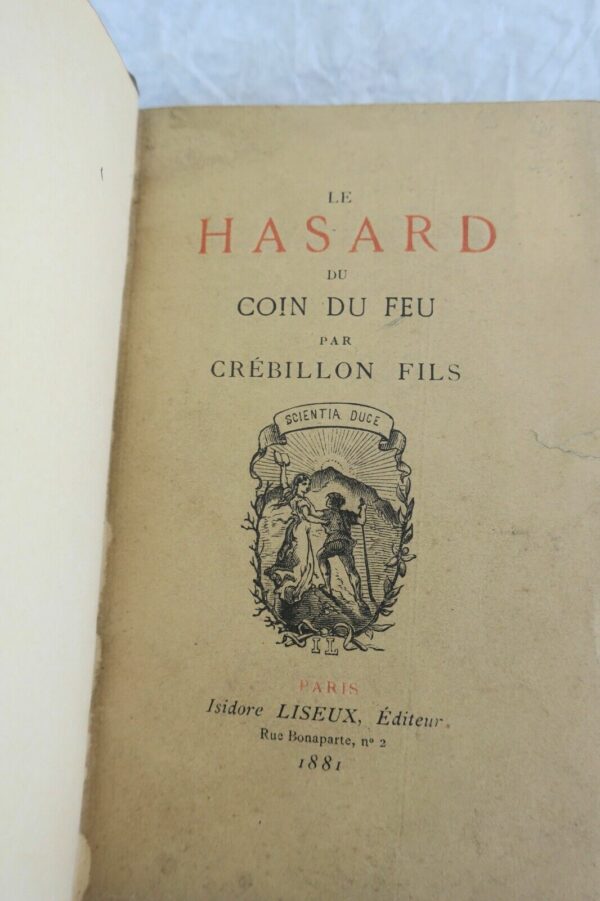 LE
HASARD
DU
COIN DU FEU
PAR
CRÉBILLON FILS
SCIENTIA DUCE
IL
PARIS
Isidore LISEUX, Éditeur.
Rue Bonaparte, nº 2
1881